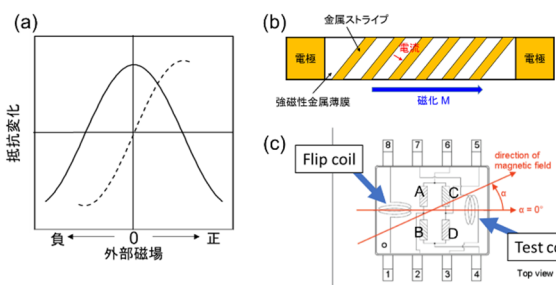 (a)
抵抗変化
負
0
正
外部磁場
(b)
金属ストライプ
電極
電流
電極
強磁性金属薄膜
磁化 M
(c)
8
7
6
5
Flip coil
direction of
magnetic field
A
C
α
α = 0°
B
D
Test co
1
2
3
4
Top view